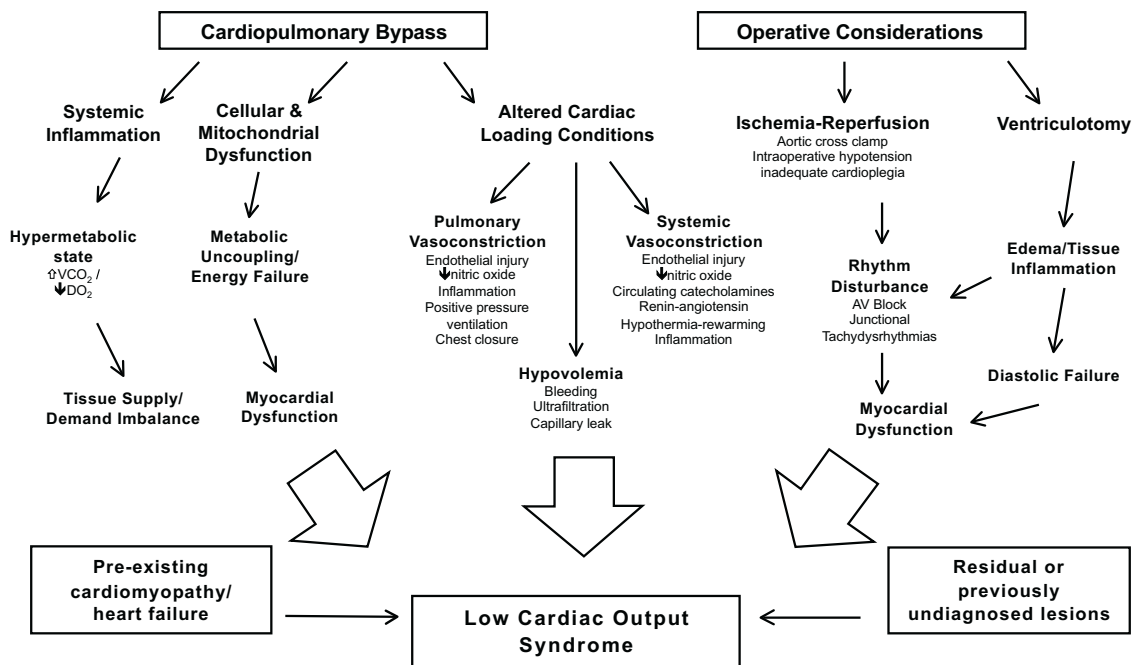 Cardiopulmonary Bypass
Operative Considerations
Systemic
Inflammation
Cellular &
Mitochondrial
Dysfunction
Altered Cardiac
Loading Conditions
Ischemia-Reperfusion
Aortic cross clamp
Intraoperative hypotension
inadequate cardioplegia
Ventriculotomy
Hypermetabolic
state
⇧VCO₂ /
🡇DO₂
Metabolic
Uncoupling/
Energy Failure
Pulmonary
Vasoconstriction
Endothelial injury
🡇nitric oxide
Inflammation
Positive pressure
ventilation
Chest closure
Systemic
Vasoconstriction
Endothelial injury
🡇nitric oxide
Circulating catecholamines
Renin-angiotensin
Hypothermia-rewarming
Inflammation
Rhythm
Disturbance
AV Block
Junctional
Tachydysrhythmias
Edema/Tissue
Inflammation
Tissue Supply/
Demand Imbalance
Myocardial
Dysfunction
Hypovolemia
Bleeding
Ultrafiltration
Capillary leak
Myocardial
Dysfunction
Diastolic Failure
Pre-existing
cardiomyopathy/
heart failure
Low Cardiac Output
Syndrome
Residual or
previously
undiagnosed lesions